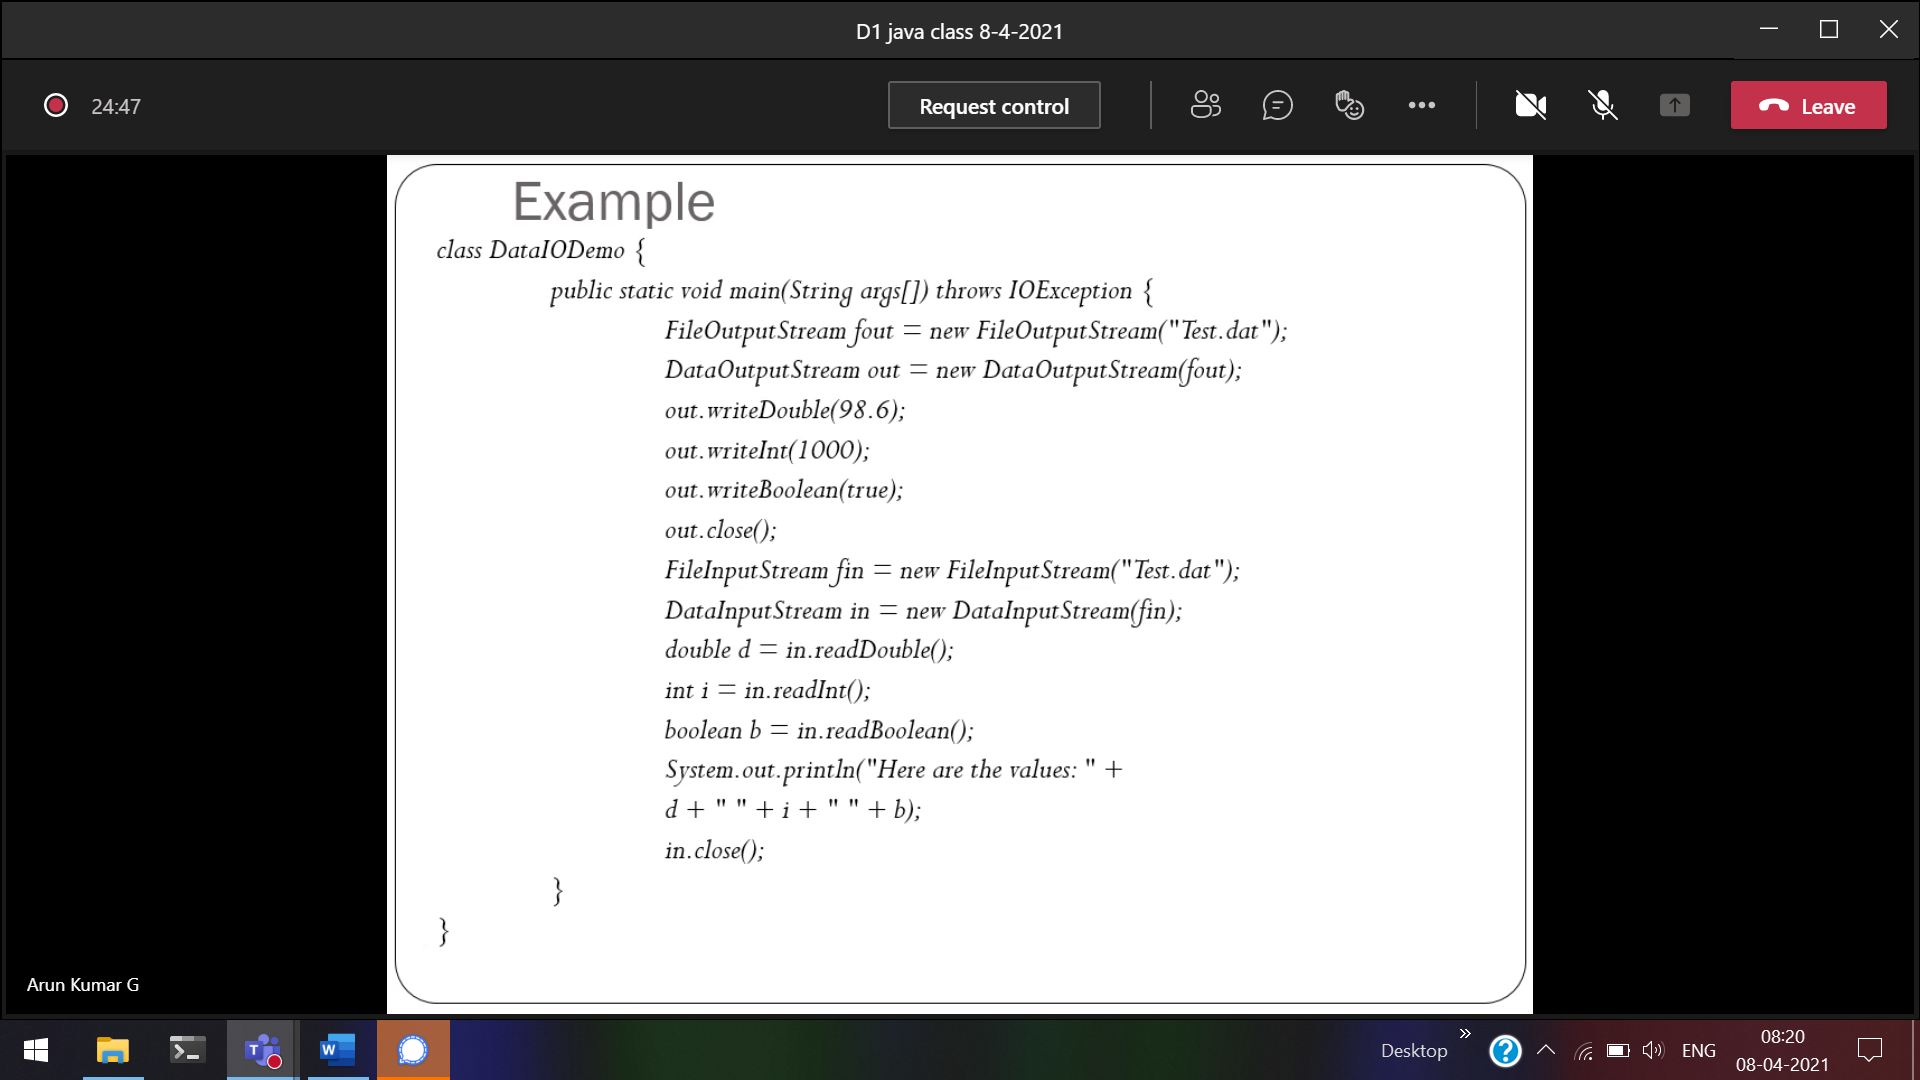 D1 java class 8-4-2021
24:47
Request control
Leave
Example
class DataIODemo {
public static void main(String args[]) throws IOException {
FileOutputStream fout = new FileOutputStream("Test.dat");
DataOutputStream out = new DataOutputStream(fout);
out.writeDouble(98.6);
out.writeInt(1000);
out.writeBoolean(true);
out.close();
FileInputStream fin = new FileInputStream("Test.dat");
DataInputStream in = new DataInputStream(fin);
double d = in.readDouble();
int i = in.readInt();
boolean b = in.readBoolean();
System.out.println("Here are the values: " +
d + " " + i + " " + b);
in.close();
}
}
Arun Kumar G
Desktop
ENG
08:20
08-04-2021